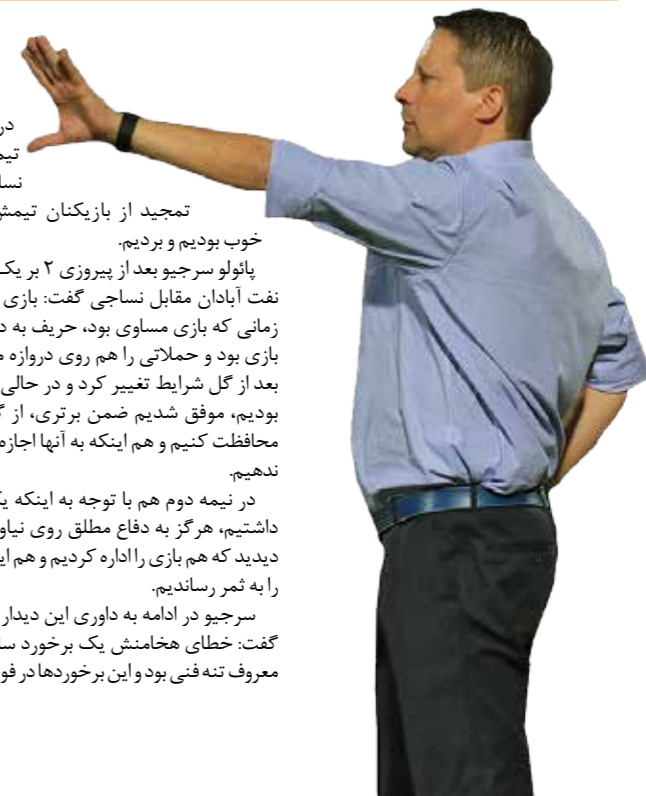 در
تیم
نسا
تمجید از بازیکنان تیمش
خوب بودیم و بردیم.
پائولو سرجیو بعد از پیروزی ۲ بر یک
نفت آبادان مقابل نساجی گفت: بازی
زمانی که بازی مساوی بود، حریف به د
بازی بود و حملاتی را هم روی دروازه م
بعد از گل شرایط تغییر کرد و در حالی
بودیم، موفق شدیم ضمن برتری، از گ
محافظت کنیم و هم اینکه به آنها اجازه
ندهیم.
در نیمه دوم هم با توجه به اینکه یک
داشتیم، هرگز به دفاع مطلق روی نیاو
دیدید که هم بازی را اداره کردیم و هم ای
را به ثمر رساندیم.
سرجیو در ادامه به داوری این دیدار
گفت: خطای هخامنش یک برخورد سا
معروف تنه فنی بود و این برخوردها در فو